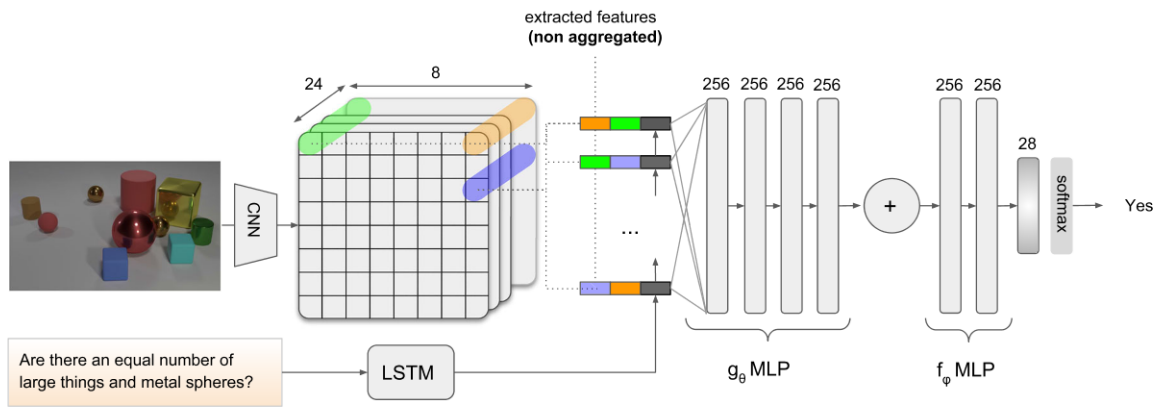 extracted features
(non aggregated)
24
8
256
256
256
256
256
256
28
CNN
...
+
softmax
Yes
Are there an equal number of
large things and metal spheres?
LSTM
gθ MLP
fφ MLP